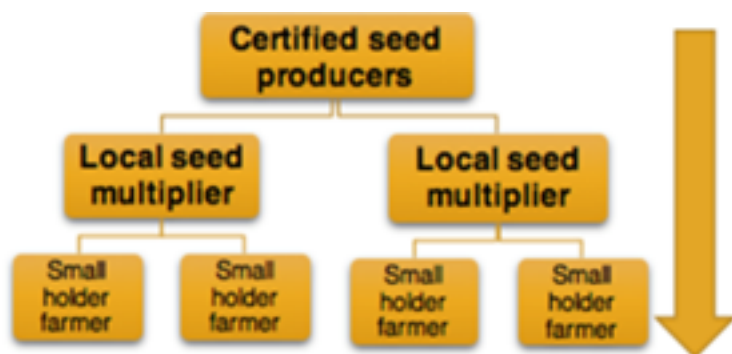 Certified seed
producers
Local seed
multiplier
Local seed
multiplier
Small
holder
farmer
Small
holder
farmer
Small
holder
farmer
Small
holder
farmer